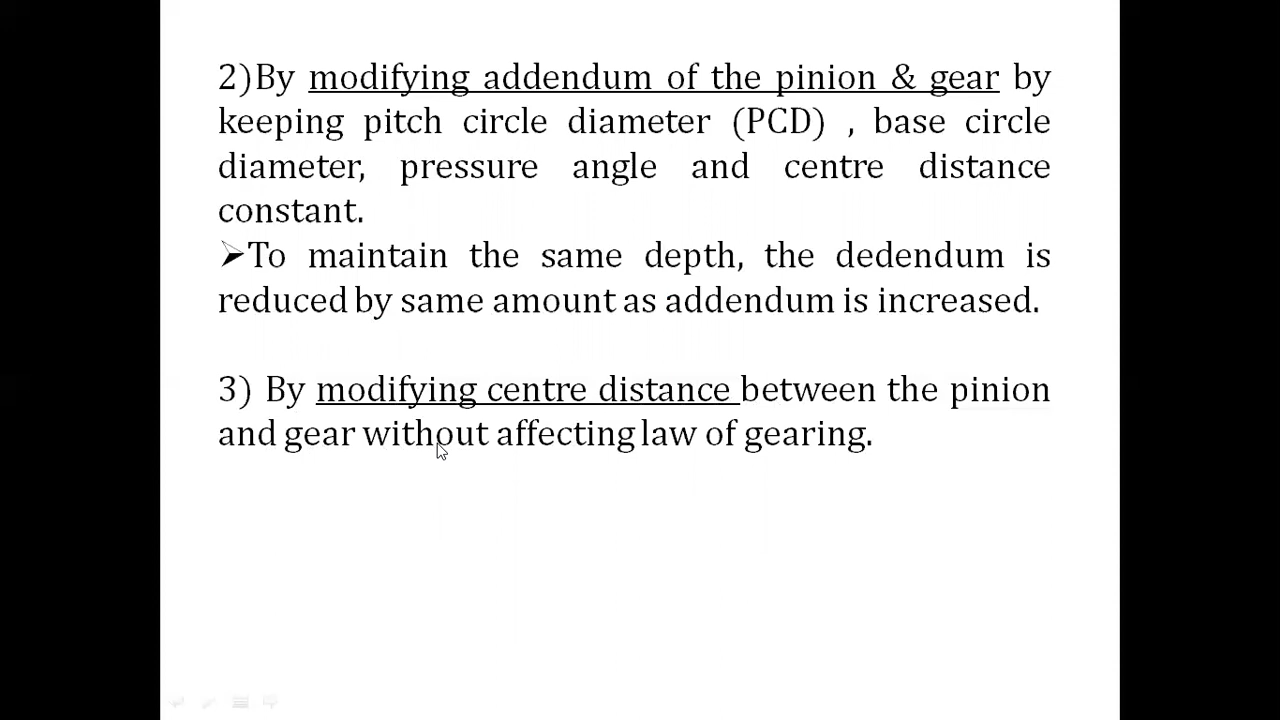 2)By modifying addendum of the pinion & gear by
keeping pitch circle diameter (PCD) , base circle
diameter, pressure angle and centre distance
constant.
➢To maintain the same depth, the dedendum is
reduced by same amount as addendum is increased.
3) By modifying centre distance between the pinion
and gear without affecting law of gearing.